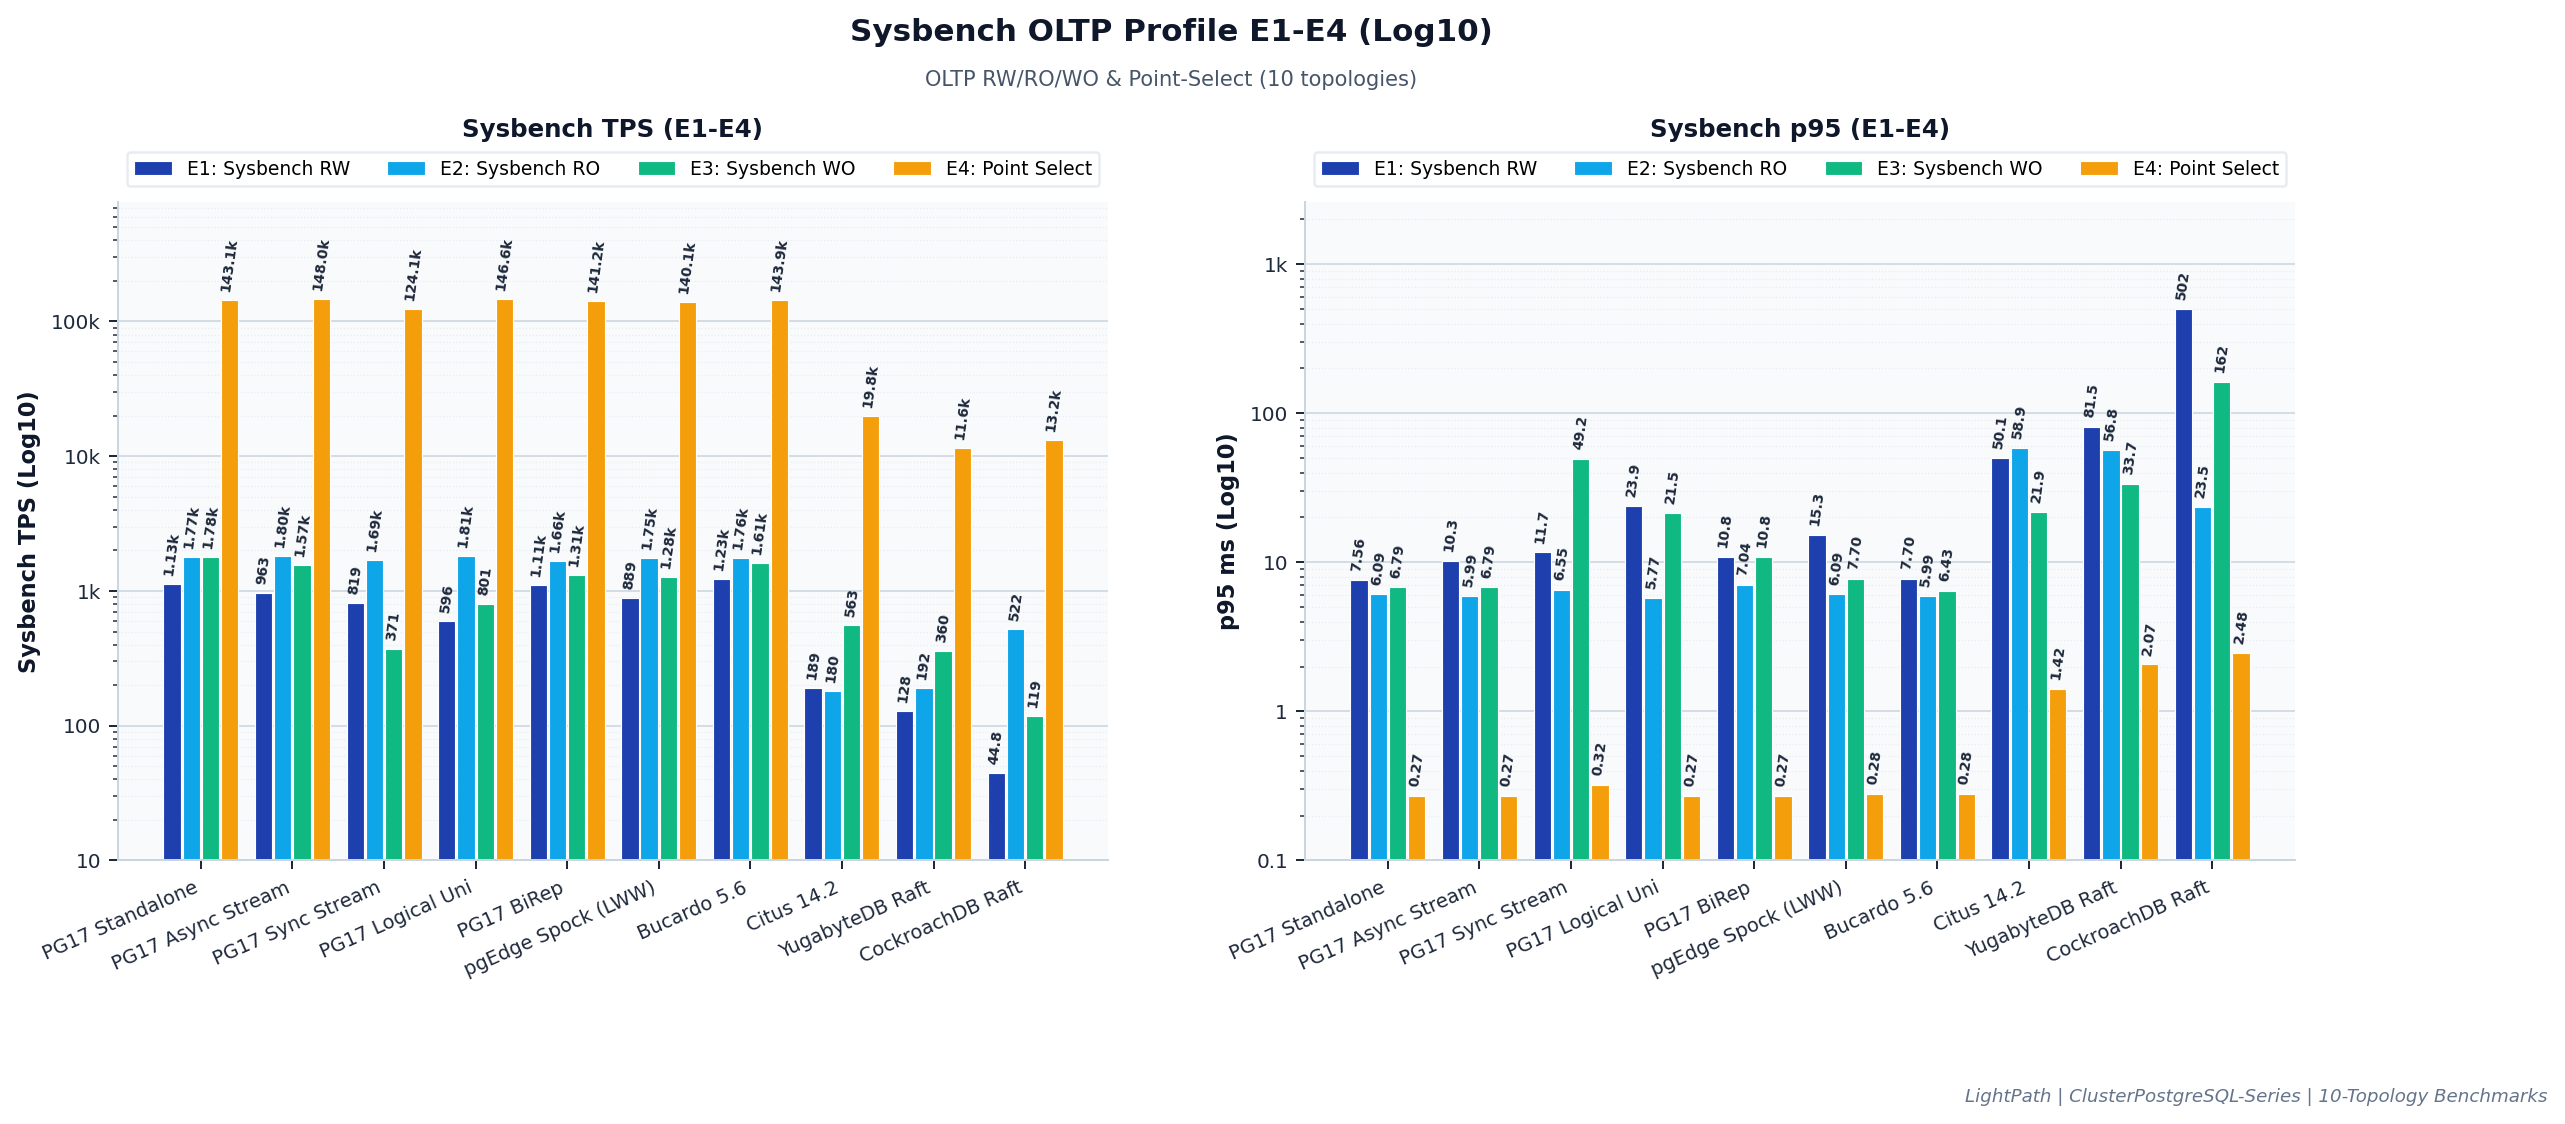 Sysbench OLTP Profile E1-E4 (Log10)
OLTP RW/RO/WO & Point-Select (10 topologies)
Sysbench TPS (E1-E4)
E1: Sysbench RW
E2: Sysbench RO
E3: Sysbench WO
E4: Point Select
Sysbench TPS (Log10)
100k
10k
1k
100
10
1.13k
1.77k
1.78k
143.1k
963
1.80k
1.57k
148.0k
819
1.69k
371
124.1k
596
1.81k
801
146.6k
1.11k
1.66k
1.31k
141.2k
889
1.75k
1.28k
140.1k
1.23k
1.76k
1.61k
143.9k
189
180
563
19.8k
128
192
360
11.6k
44.8
522
119
13.2k
PG17 Standalone
PG17 Async Stream
PG17 Sync Stream
PG17 Logical Uni
PG17 BiRep
pgEdge Spock (LWW)
Bucardo 5.6
Citus 14.2
YugabyteDB Raft
CockroachDB Raft
Sysbench p95 (E1-E4)
E1: Sysbench RW
E2: Sysbench RO
E3: Sysbench WO
E4: Point Select
p95 ms (Log10)
1k
100
10
1
0.1
7.56
6.09
6.79
0.27
10.3
5.99
6.79
0.27
11.7
6.55
49.2
0.32
23.9
5.77
21.5
0.27
10.8
7.04
10.8
0.27
15.3
6.09
7.70
0.28
7.70
5.99
6.43
0.28
50.1
58.9
21.9
1.42
81.5
56.8
33.7
2.07
502
23.5
162
2.48
PG17 Standalone
PG17 Async Stream
PG17 Sync Stream
PG17 Logical Uni
PG17 BiRep
pgEdge Spock (LWW)
Bucardo 5.6
Citus 14.2
YugabyteDB Raft
CockroachDB Raft
LightPath | ClusterPostgreSQL-Series | 10-Topology Benchmarks